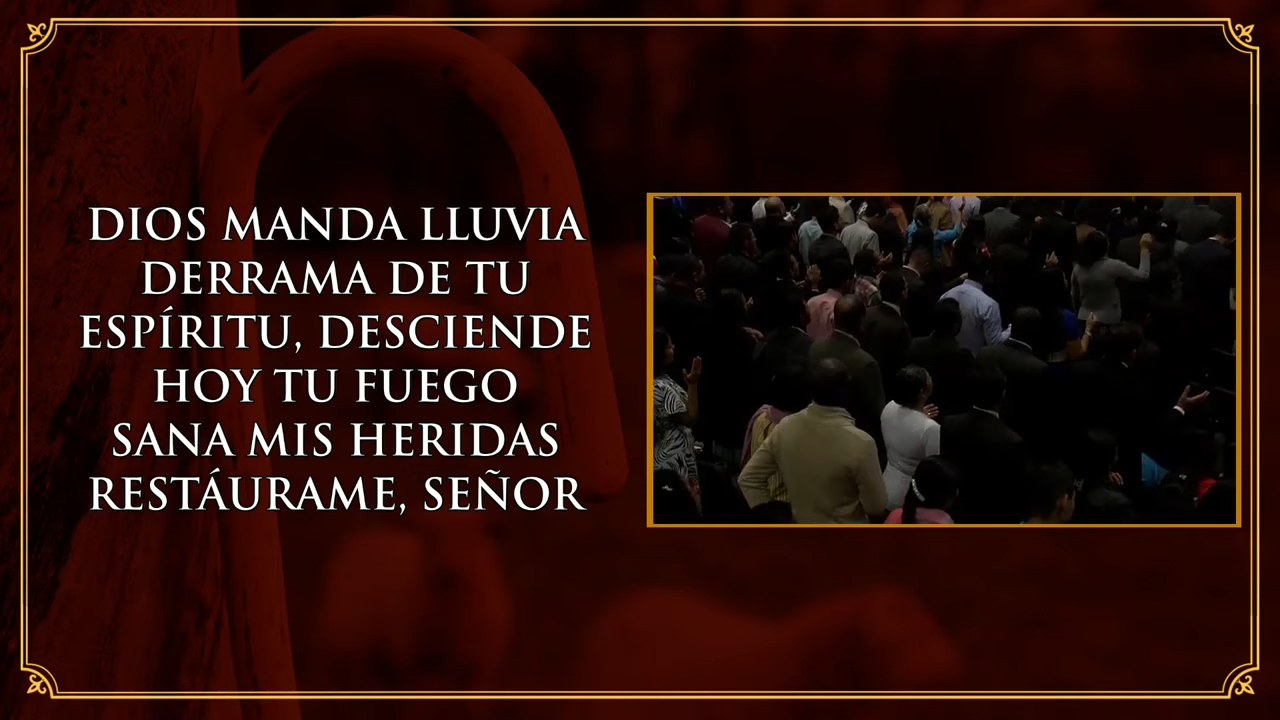 DIOS MANDA LLUVIA
DERRAMA DE TU
ESPÍRITU, DESCIENDE
HOY TU FUEGO
SANA MIS HERIDAS
RESTÁURAME, SEÑOR